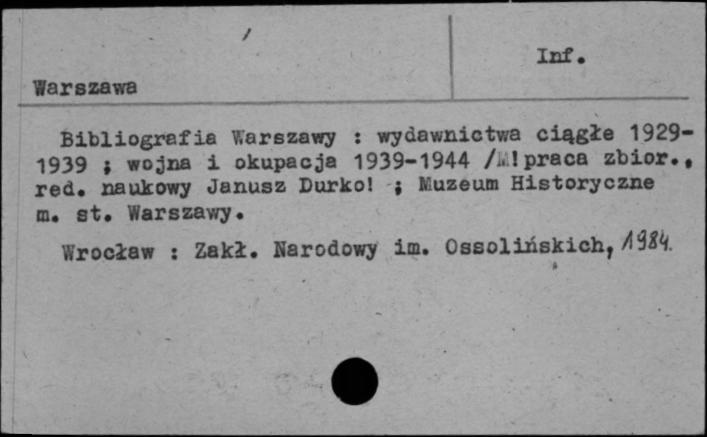 Inf.
Warszawa
Bibliografia Warszawy : wydawnictwa ciągłe 1929-
1939 ; wojna i okupacja 1939-1944 /M!praca zbior.,
red. naukowy Janusz Durko! ; Muzeum Historyczne
m. st. Warszawy.
Wrocław : Zakł. Narodowy im. Ossolińskich, 1984.